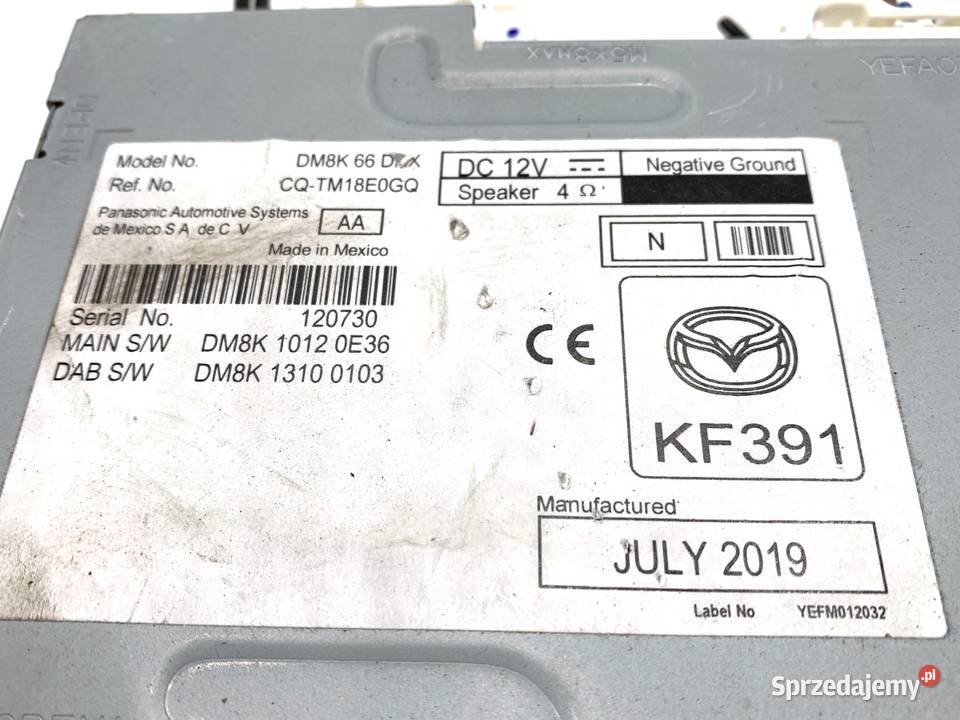 M5x8MAX
Model No. DM8K 66
Ref. No. CQ-TM18E0GQ
Panasonic Automotive Systems
de Mexico S A de C V
AA
Made in Mexico
Serial No. 120730
MAIN S/W DM8K 1012 0E36
DAB S/W DM8K 1310 0103
DC 12V
Negative Ground
Speaker 4 Ω
N
CE
KF391
Manufactured
JULY 2019
Label No YEFM012032
Sprzedajemy.pl